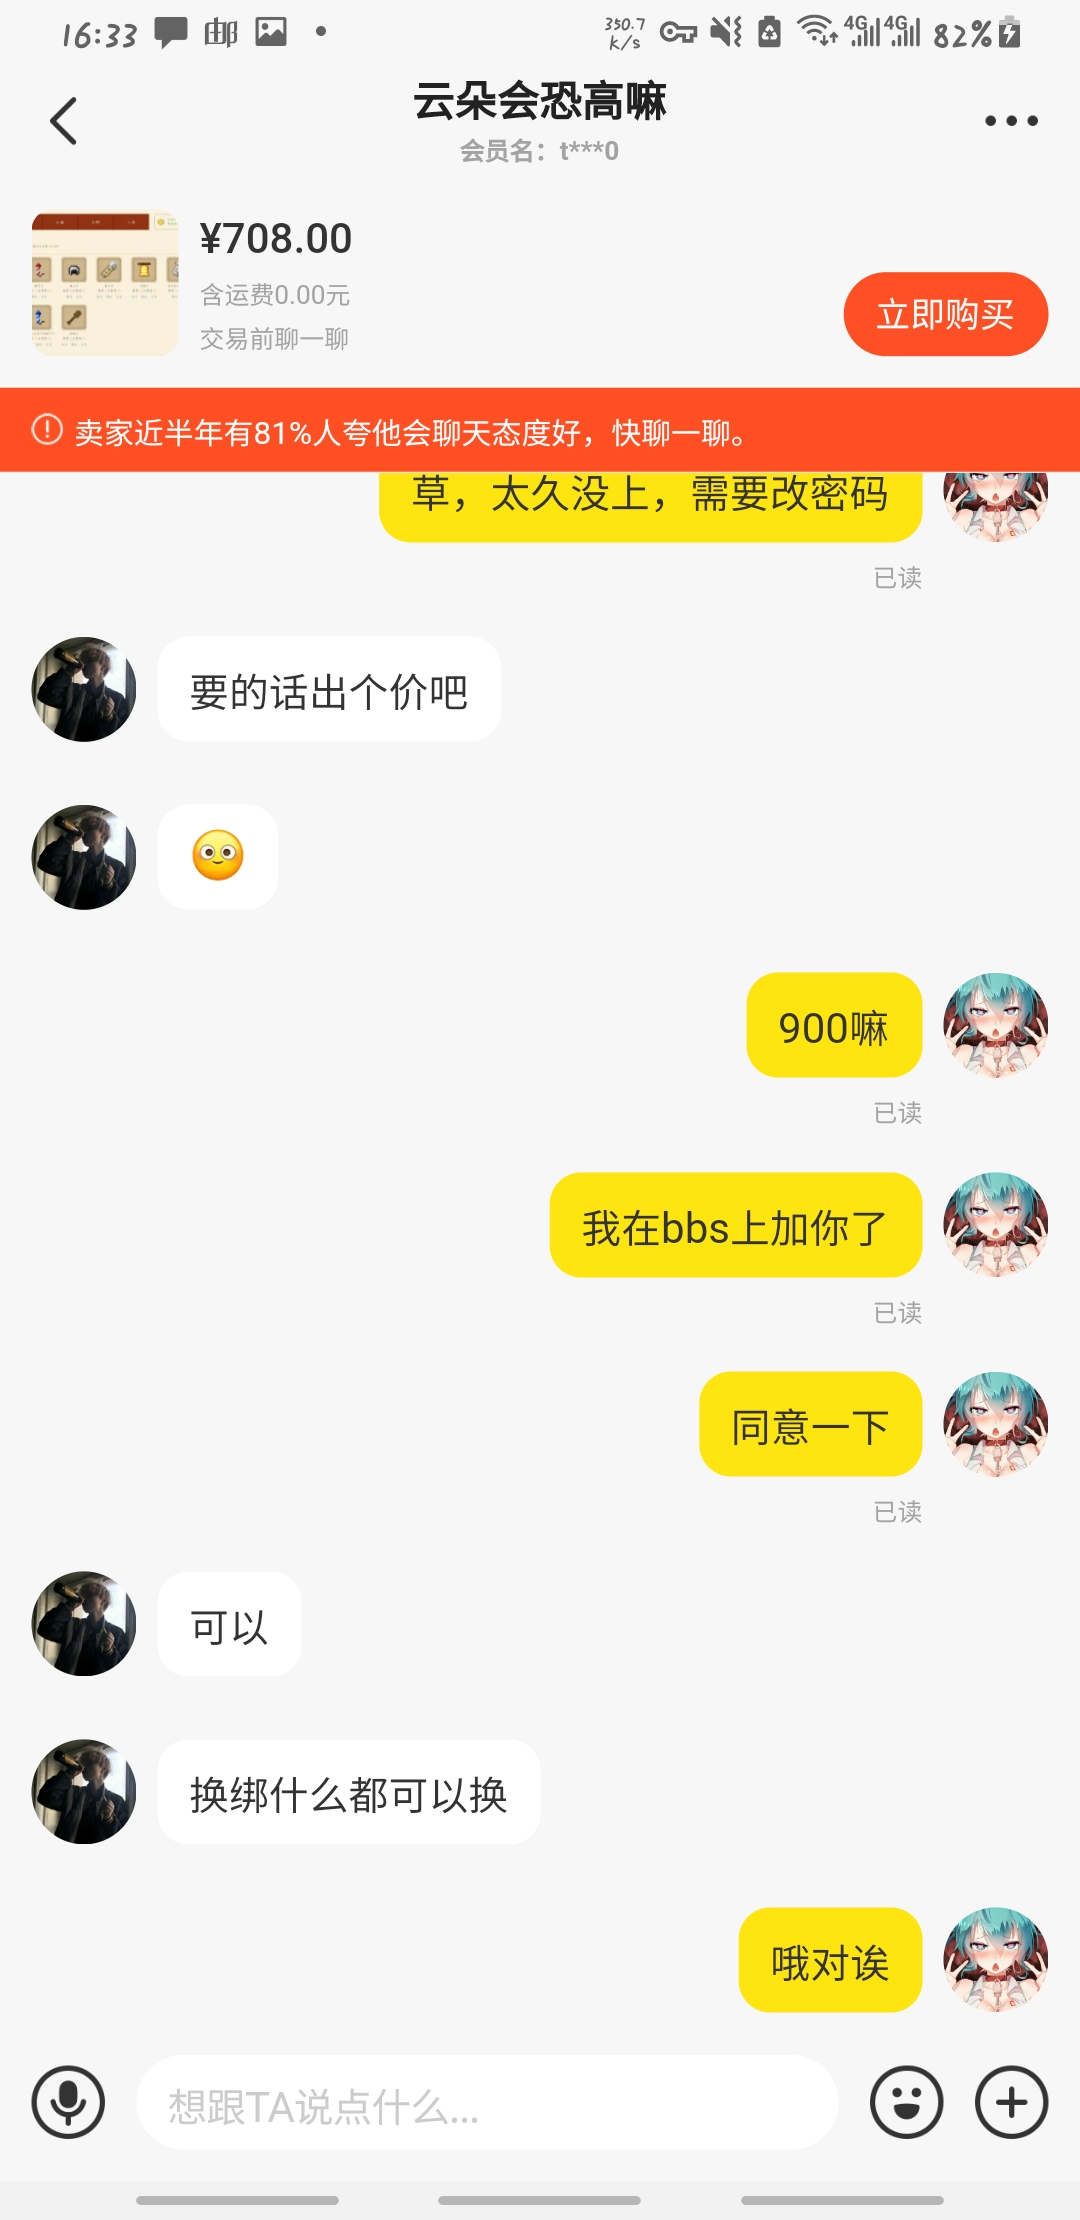 16:33
邮
350.7
K/s
4G
4G
82%
云朵会恐高嘛
会员名：t***0
¥708.00
含运费0.00元
交易前聊一聊
立即购买
卖家近半年有81%人夸他会聊天态度好，快聊一聊。
草，太久没上，需要改密码
已读
要的话出个价吧
900嘛
已读
我在bbs上加你了
已读
同意一下
已读
可以
换绑什么都可以换
哦对诶
想跟TA说点什么...